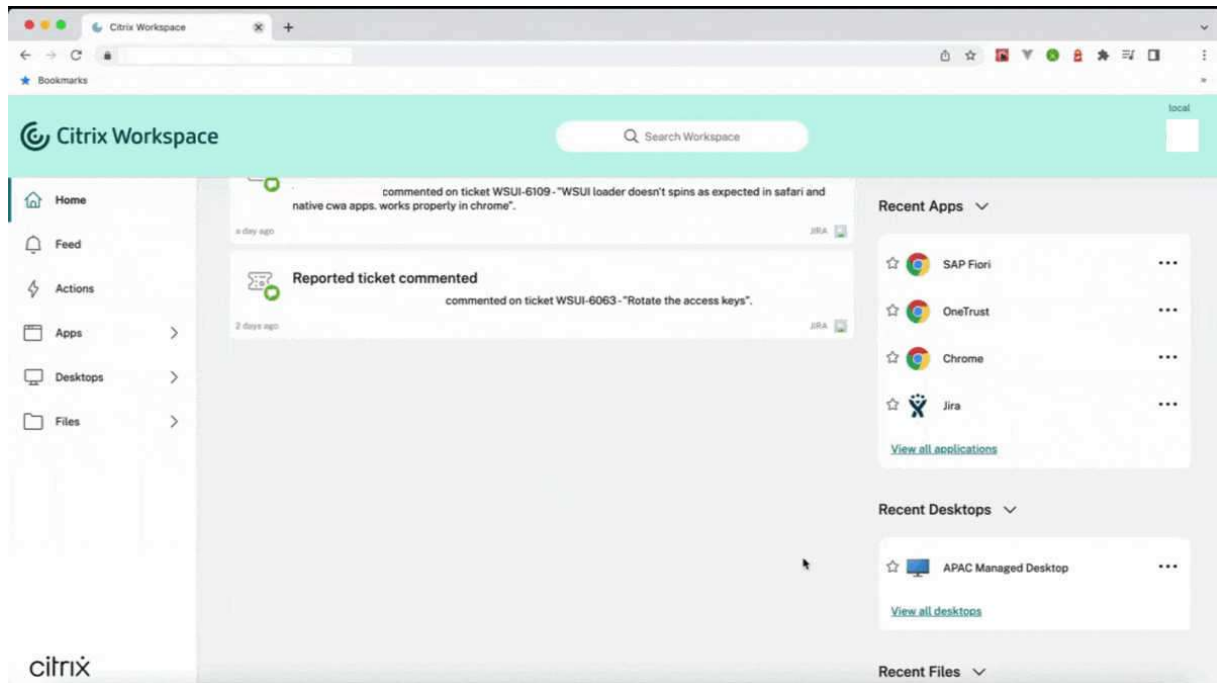 Citrix Workspace
Bookmarks
local
Citrix Workspace
Search Workspace
Home
Feed
Actions
Apps
Desktops
Files
citrix
commented on ticket WSUI-6109-"WSUI loader doesn't spins as expected in safari and
native cwa apps. works properly in chrome".
a day ago
JIRA
Reported ticket commented
commented on ticket WSUI-6063-"Rotate the access keys".
2 days ago
JIRA
Recent Apps
SAP Fiori
OneTrust
Chrome
Jira
View all applications
Recent Desktops
APAC Managed Desktop
View all desktops
Recent Files